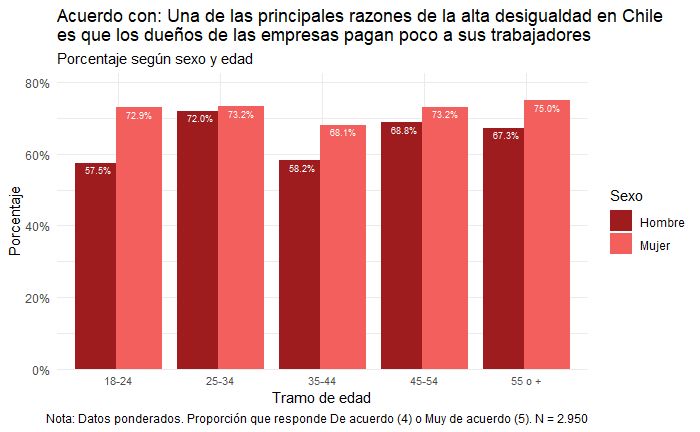 Acuerdo con: Una de las principales razones de la alta desigualdad en Chile
es que los dueños de las empresas pagan poco a sus trabajadores
Porcentaje según sexo y edad
Porcentaje
80%
60%
40%
20%
0%
57.5%
72.9%
72.0%
73.2%
58.2%
68.1%
68.8%
73.2%
67.3%
75.0%
18-24
25-34
35-44
45-54
55 o +
Tramo de edad
Sexo
Hombre
Mujer
Nota: Datos ponderados. Proporción que responde De acuerdo (4) o Muy de acuerdo (5). N = 2.950